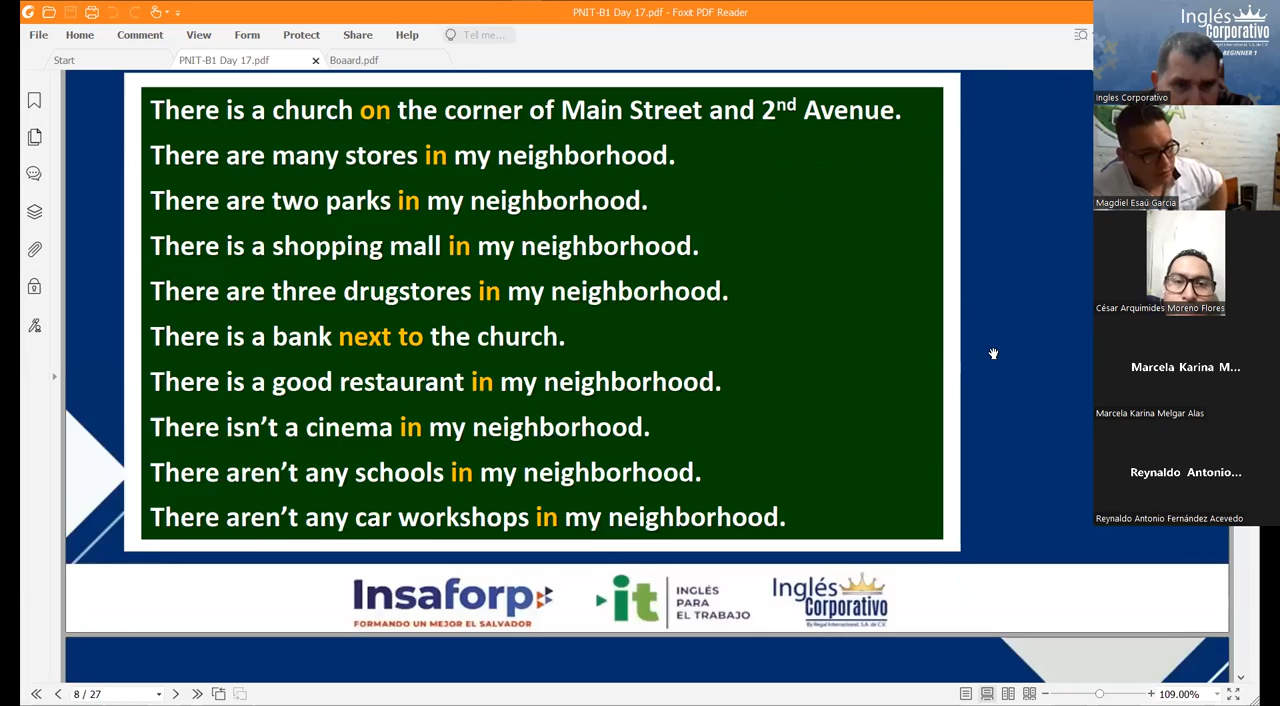 PNIT-B1 Day 17.pdf - Foxit PDF Reader
File Home Comment View Form Protect Share Help Tell me...
Start PNIT-B1 Day 17.pdf Boaard.pdf
There is a church on the corner of Main Street and 2nd Avenue.
There are many stores in my neighborhood.
There are two parks in my neighborhood.
There is a shopping mall in my neighborhood.
There are three drugstores in my neighborhood.
There is a bank next to the church.
There is a good restaurant in my neighborhood.
There isn't a cinema in my neighborhood.
There aren't any schools in my neighborhood.
There aren't any car workshops in my neighborhood.
Insaforp
FORMANDO UN MEJOR EL SALVADOR
it
INGLÉS
PARA
EL TRABAJO
Inglés
Corporativo
By Regal International, S.A. de C.V.
8 / 27
109.00%
Inglés
Corporativo
BEGINNER 1
Ingles Corporativo
Magdiel Esaú Garcia
César Arquimides Moreno Flores
Marcela Karina M...
Marcela Karina Melgar Alas
Reynaldo Antonio...
Reynaldo Antonio Fernández Acevedo